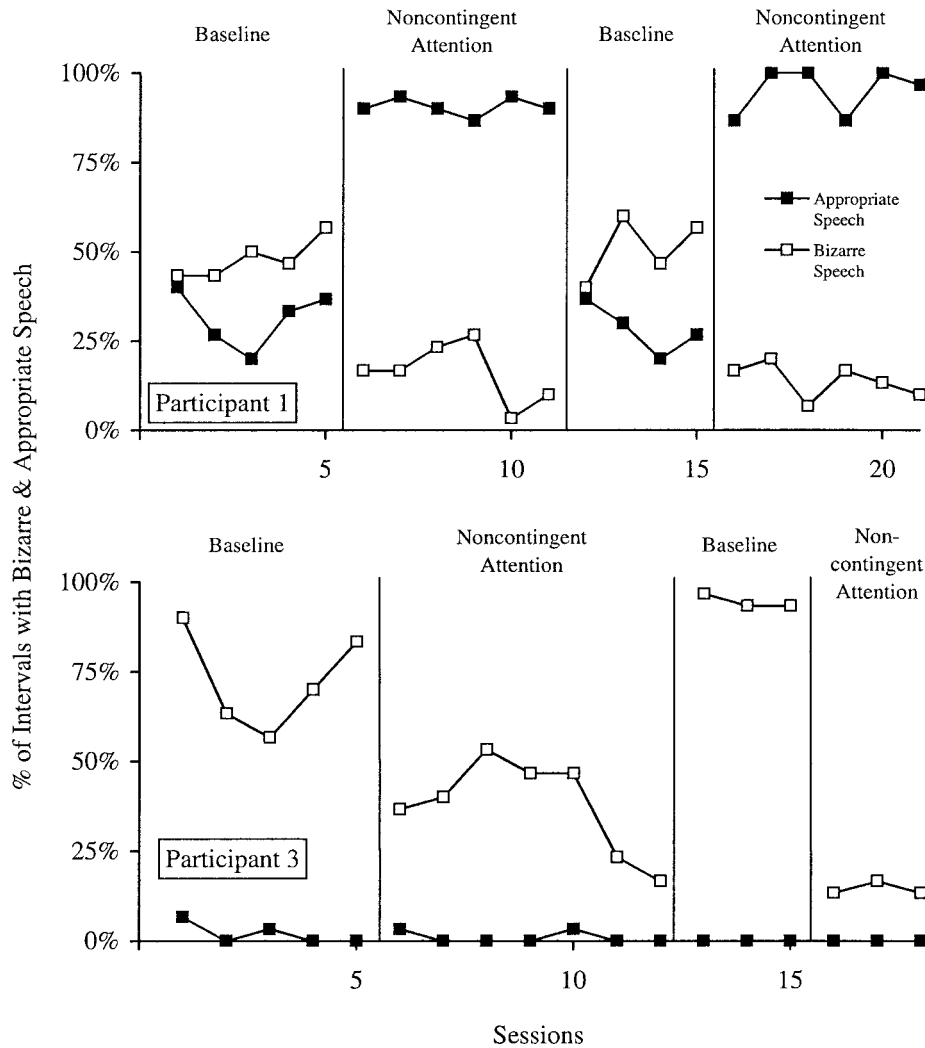 Baseline
Noncontingent
Attention
Baseline
Noncontingent
Attention
100%
75%
50%
25%
0%
Appropriate
Speech
Bizarre
Speech
Participant 1
5
10
15
20
% of Intervals with Bizarre & Appropriate Speech
Baseline
Noncontingent
Attention
Baseline
Non-
contingent
Attention
100%
75%
50%
25%
0%
Participant 3
5
10
15
Sessions